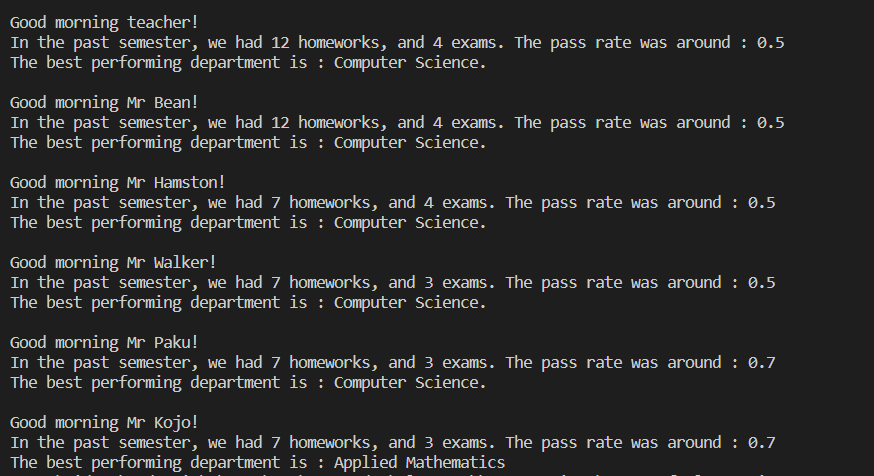 Good morning teacher!
In the past semester, we had 12 homeworks, and 4 exams. The pass rate was around : 0.5
The best performing department is : Computer Science.
Good morning Mr Bean!
In the past semester, we had 12 homeworks, and 4 exams. The pass rate was around : 0.5
The best performing department is : Computer Science.
Good morning Mr Hamston!
In the past semester, we had 7 homeworks, and 4 exams. The pass rate was around : 0.5
The best performing department is : Computer Science.
Good morning Mr Walker!
In the past semester, we had 7 homeworks, and 3 exams. The pass rate was around : 0.5
The best performing department is : Computer Science.
Good morning Mr Paku!
In the past semester, we had 7 homeworks, and 3 exams. The pass rate was around : 0.7
The best performing department is : Computer Science.
Good morning Mr Kojo!
In the past semester, we had 7 homeworks, and 3 exams. The pass rate was around : 0.7
The best performing department is : Applied Mathematics